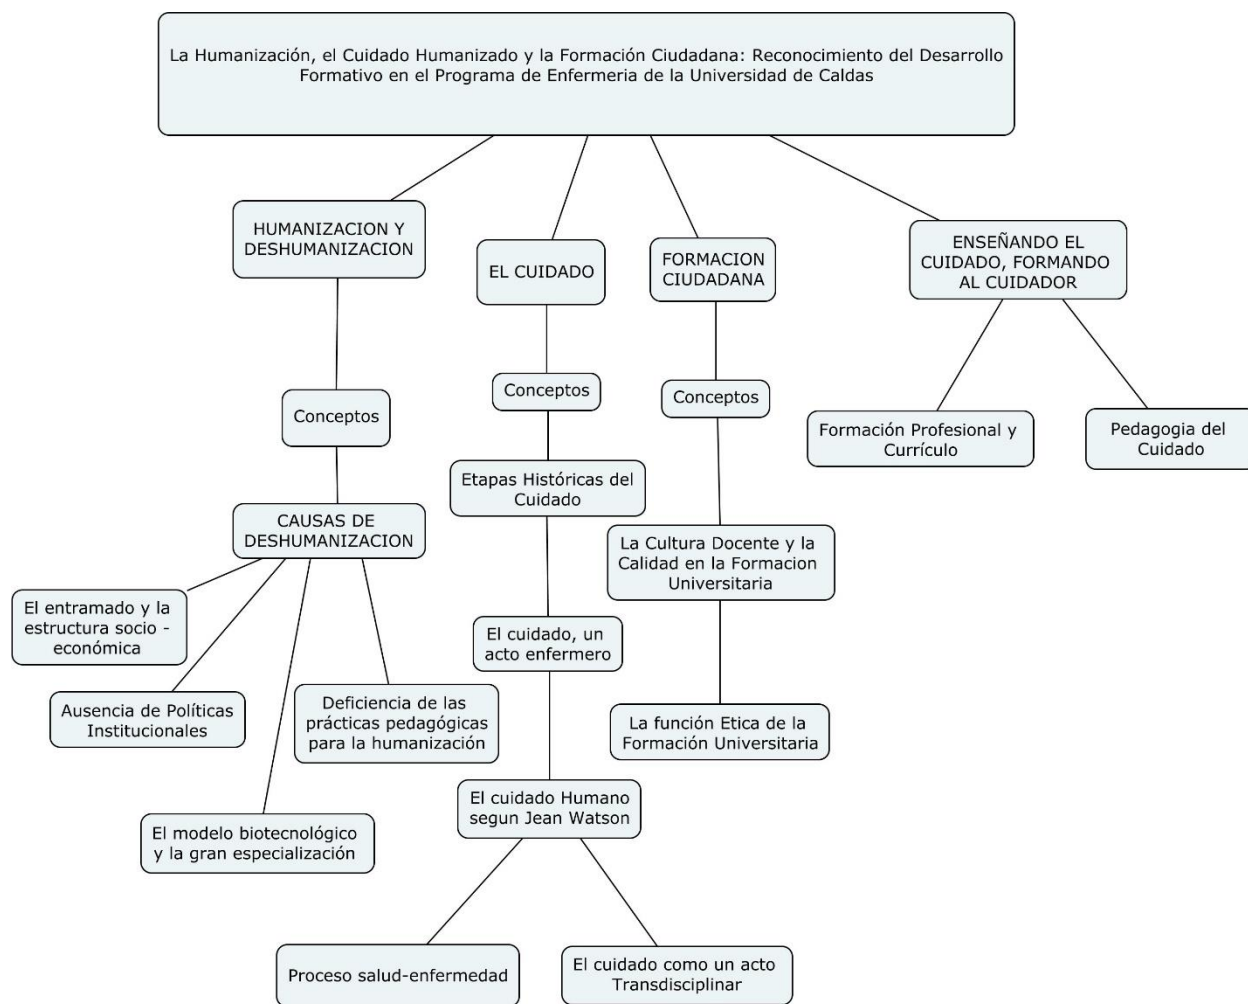 La Humanización, el Cuidado Humanizado y la Formación Ciudadana: Reconocimiento del Desarrollo
Formativo en el Programa de Enfermeria de la Universidad de Caldas
HUMANIZACION Y
DESHUMANIZACION
Conceptos
CAUSAS DE
DESHUMANIZACION
El entramado y la
estructura socio -
económica
Ausencia de Políticas
Institucionales
El modelo biotecnológico
y la gran especialización
Deficiencia de las
prácticas pedagógicas
para la humanización
EL CUIDADO
Conceptos
Etapas Históricas del
Cuidado
El cuidado, un
acto enfermero
El cuidado Humano
segun Jean Watson
Proceso salud-enfermedad
El cuidado como un acto
Transdisciplinar
FORMACION
CIUDADANA
Conceptos
La Cultura Docente y la
Calidad en la Formacion
Universitaria
La función Etica de la
Formación Universitaria
ENSEÑANDO EL
CUIDADO, FORMANDO
AL CUIDADOR
Formación Profesional y
Currículo
Pedagogia del
Cuidado